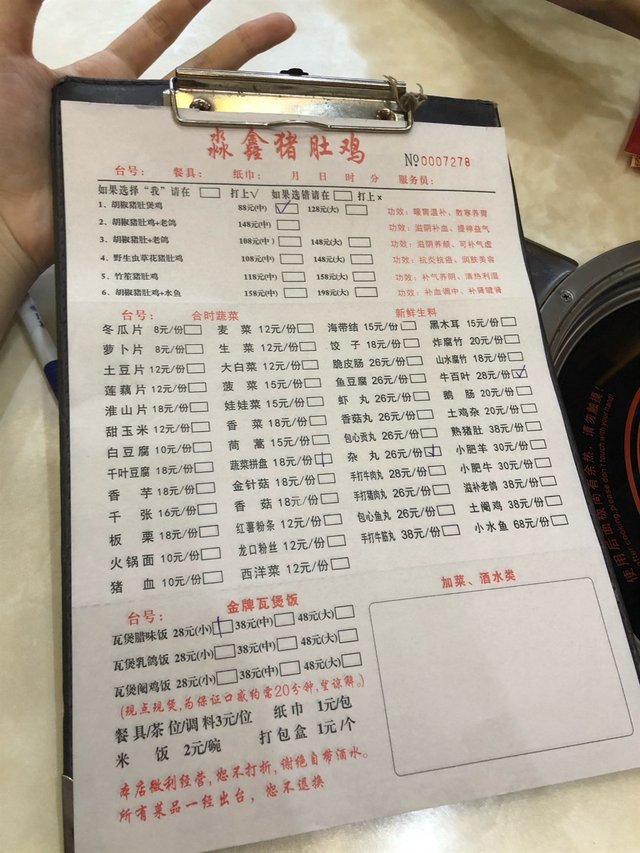 淼鑫猪肚鸡
№0007278
台号： 餐具： 纸巾： 月 日 时 分 服务员：
如果选择“我”请在 打上√ 如果选错请在 打上x
1、胡椒猪肚煲鸡 88元(中) 128元(大) 功效：暖胃温补、散寒养胃
2、胡椒猪肚鸡+老鸽 148元(中) 功效：滋阴补血、提神益气
3、胡椒猪肚+老鸽 108元(中) 148元(大) 功效：滋阴养颜、可补气虚
4、野生虫草花猪肚鸡 108元(中) 148元(大) 功效：抗炎抗癌、润肤美容
5、竹笙猪肚鸡 118元(中) 158元(大) 功效：补气养阴、清热利湿
6、胡椒猪肚鸡+水鱼 158元(中) 198元(大) 功效：补血调中、补肾健肾
台号： 合时蔬菜 新鲜生料
冬瓜片 8元/份 麦菜 12元/份 海带结 15元/份 黑木耳 15元/份
萝卜片 8元/份 生菜 12元/份 饺子 18元/份 炸腐竹 20元/份
土豆片 12元/份 大白菜 12元/份 脆皮肠 26元/份 山水腐竹 18元/份
莲藕片 12元/份 菠菜 15元/份 鱼豆腐 26元/份 牛百叶 28元/份
淮山片 18元/份 娃娃菜 15元/份 虾丸 26元/份 鹅肠 20元/份
甜玉米 12元/份 香菜 18元/份 香菇丸 26元/份 土鸡杂 20元/份
白豆腐 10元/份 茼蒿 15元/份 包心贡丸 26元/份 熟猪肚 38元/份
千叶豆腐 18元/份 蔬菜拼盘 18元/份 杂丸 26元/份 小肥羊 30元/份
香芋 18元/份 金针菇 18元/份 手打牛肉丸 28元/份 小肥牛 30元/份
千张 16元/份 香菇 18元/份 手打猪肉丸 26元/份 滋补老鸽 38元/份
板栗 18元/份 红薯粉条 12元/份 包心鱼丸 26元/份 土阉鸡 38元/份
火锅面 10元/份 龙口粉丝 12元/份 手打牛筋丸 38元/份 小水鱼 68元/份
猪血 10元/份 西洋菜 12元/份
台号： 金牌瓦煲饭
加菜、酒水类
瓦煲腊味饭 28元(小) 38元(中) 48元(大)
瓦煲乳鸽饭 28元(小) 38元(中) 48元(大)
瓦煲阉鸡饭 28元(小) 38元(中) 48元(大)
(现点现煲,为保证口感约需20分钟,望谅解。)
餐具/茶位/调料3元/位 纸巾 1元/包
米饭 2元/碗 打包盒 1元/个
本店微利经营,恕不打折,谢绝自带酒水。
所有菜品一经出台，恕不退换
使用后面板尚有余热，请勿触摸！